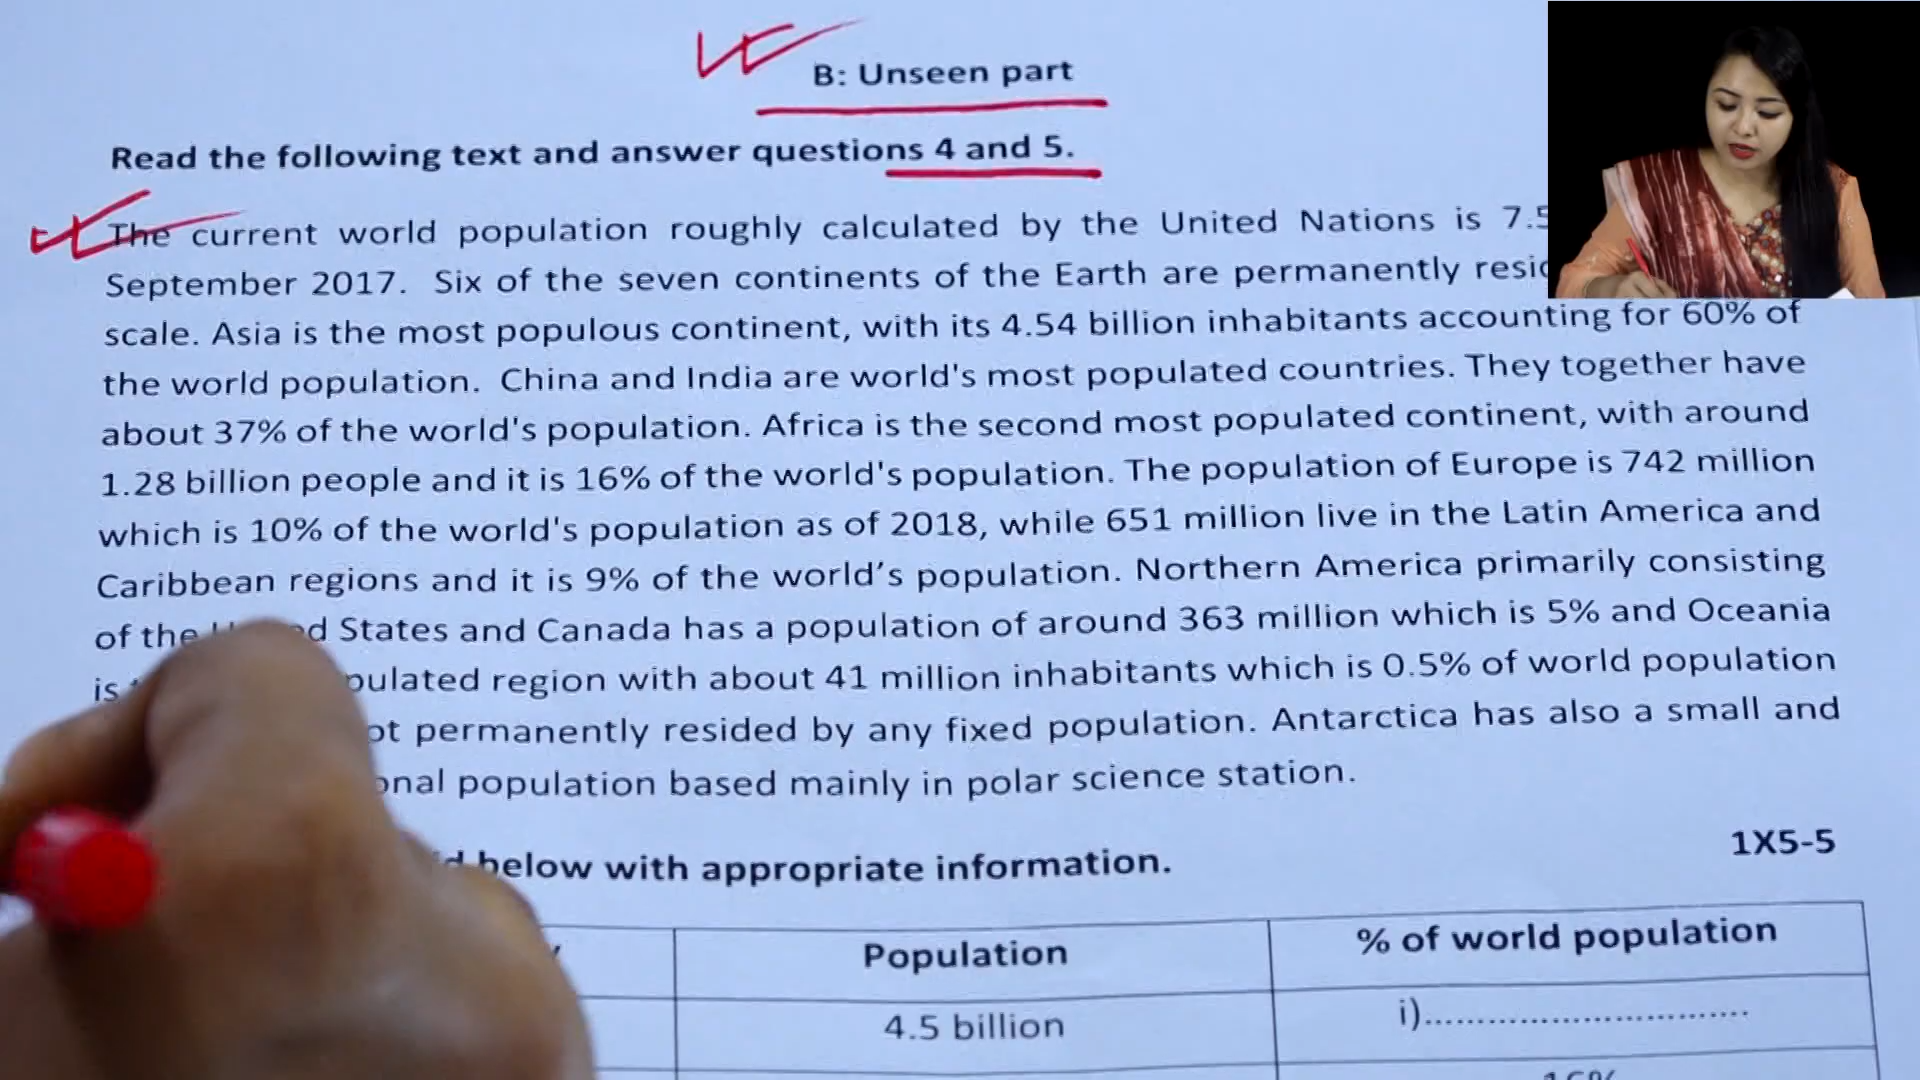 B: Unseen part
Read the following text and answer questions 4 and 5.
The current world population roughly calculated by the United Nations is 7.5
September 2017. Six of the seven continents of the Earth are permanently
scale. Asia is the most populous continent, with its 4.54 billion inhabitants accounting for 60% of
the world population. China and India are world's most populated countries. They together have
about 37% of the world's population. Africa is the second most populated continent, with around
1.28 billion people and it is 16% of the world's population. The population of Europe is 742 million
which is 10% of the world's population as of 2018, while 651 million live in the Latin America and
Caribbean regions and it is 9% of the world's population. Northern America primarily consisting
of the States and Canada has a population of around 363 million which is 5% and Oceania
is region with about 41 million inhabitants which is 0.5% of world population
permanently resided by any fixed population. Antarctica has also a small and
population based mainly in polar science station.
below with appropriate information. 1X5-5
Population % of world population
4.5 billion i)..............................